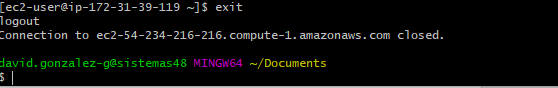 [ec2-user@ip-172-31-39-119 ~]$ exit
logout
Connection to ec2-54-234-216-216.compute-1.amazonaws.com closed.
david.gonzalez-g@sistemas48 MINGW64 ~/Documents
$